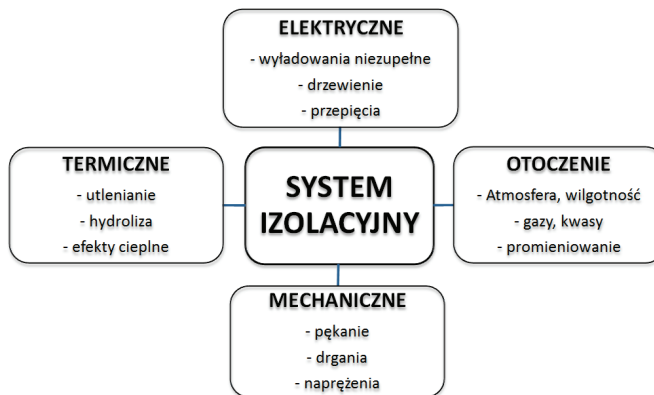 ELEKTRYCZNE
- wyładowania niezupełne
- drzewienie
- przepięcia
TERMICZNE
- utlenianie
- hydroliza
- efekty cieplne
SYSTEM
IZOLACYJNY
OTOCZENIE
- Atmosfera, wilgotność
- gazy, kwasy
- promieniowanie
MECHANICZNE
- pękanie
- drgania
- naprężenia